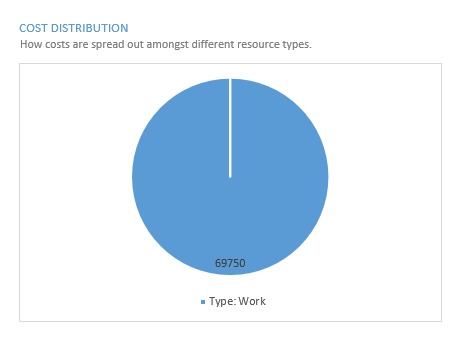 COST DISTRIBUTION
How costs are spread out amongst different resource types.
69750
Type: Work